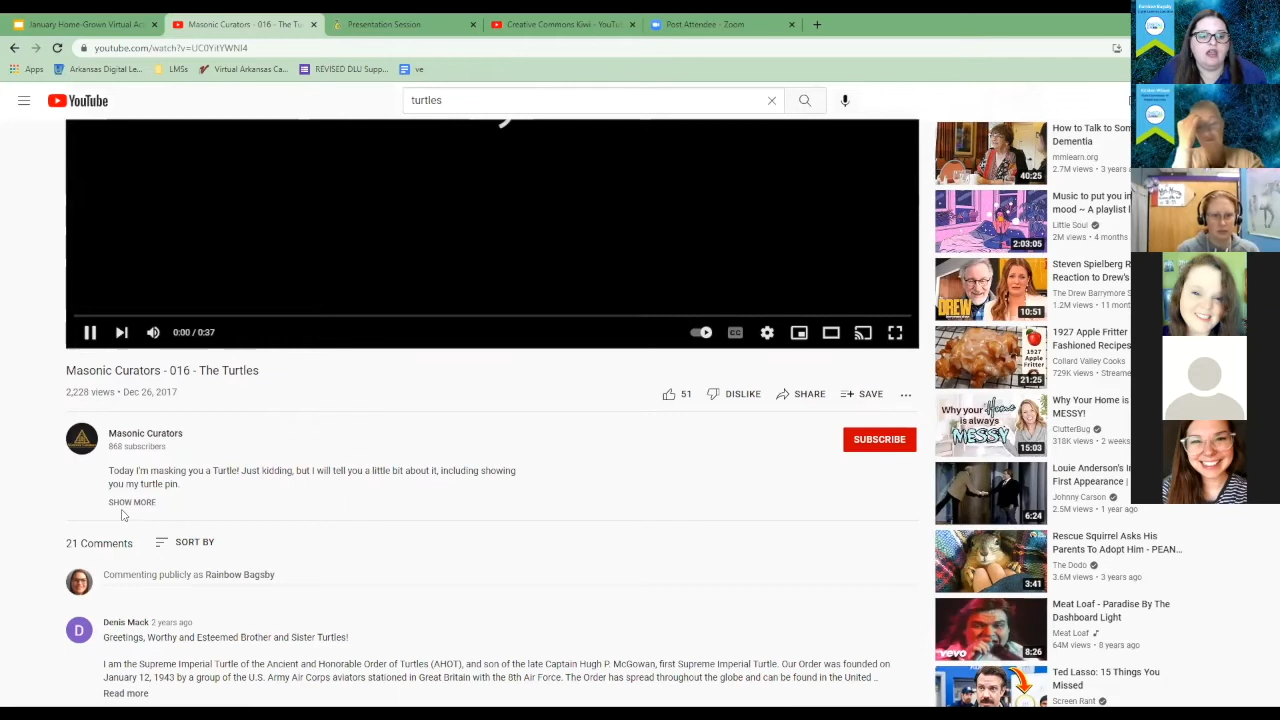 January Home-Grown Virtual Ac
Masonic Curators - 016 - The Tu
Presentation Session
Creative Commons Kiwi - YouTu
Post Attendee - Zoom
youtube.com/watch?v=UC0YitYWNI4
Apps
Arkansas Digital Le...
LMSs
Virtual Arkansas Ca...
REVISED DLU Supp...
ve
YouTube
turtles
0:00 / 0:37
Masonic Curators - 016 - The Turtles
2,228 views • Dec 26, 2017
51
DISLIKE
SHARE
SAVE
Masonic Curators
868 subscribers
SUBSCRIBE
Today I'm masking you a Turtle! Just kidding, but I will tell you a little bit about it, including showing
you my turtle pin.
SHOW MORE
21 Comments
SORT BY
Commenting publicly as Rainbow Bagsby
D
Denis Mack 2 years ago
Greetings, Worthy and Esteemed Brother and Sister Turtles!
I am the Supreme Imperial Turtle of the Ancient and Honorable Order of Turtles (AHOT), and son of the late Captain Hugh P. McGowan, first Supreme Imperial Turtle. Our Order was founded on
January 12, 1943 by a group of the U.S. Army Air Corps aviators stationed in Great Britain with the 8th Air Force. The Order has spread throughout the globe and can be found in the United ...
Read more
How to Talk to Som
Dementia
mmlearn.org
2.7M views • 3 years a
40:25
Music to put you in
mood ~ A playlist l
Little Soul
2M views • 4 months
2:03:05
Steven Spielberg R
Reaction to Drew's
The Drew Barrymore S
1.2M views • 11 mont
DREW
10:51
1927 Apple Fritter
Fashioned Recipes
Collard Valley Cooks
729K views • Streame
1927
Apple
Fritter
21:25
Why Your Home is
MESSY!
ClutterBug
318K views • 2 weeks
Why your Home
is always
MESSY
15:03
Louie Anderson's I
First Appearance |
Johnny Carson
2.5M views • 1 year ago
6:24
Rescue Squirrel Asks His
Parents To Adopt Him - PEAN...
The Dodo
3.6M views • 3 years ago
3:41
Meat Loaf - Paradise By The
Dashboard Light
Meat Loaf
64M views • 8 years ago
vevo
8:26
Ted Lasso: 15 Things You
Missed
Screen Rant